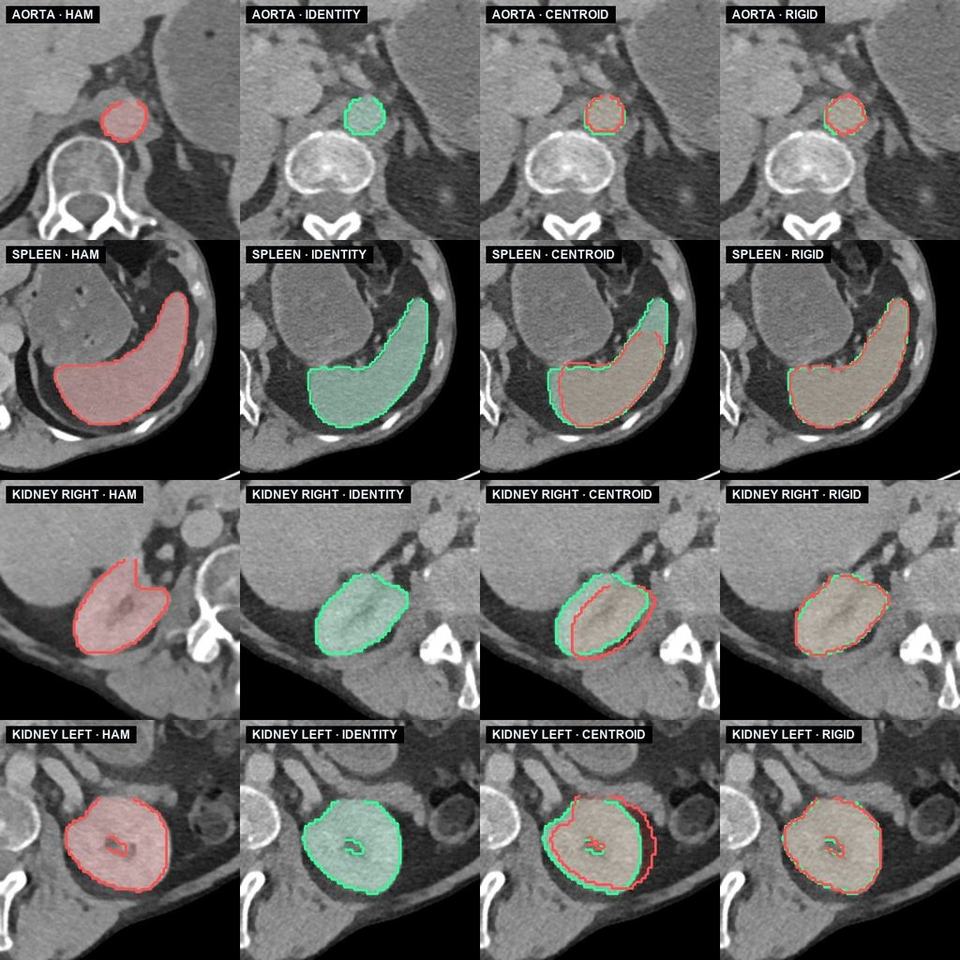 AORTA · HAM
AORTA · IDENTITY
AORTA · CENTROID
AORTA · RIGID
SPLEEN · HAM
SPLEEN · IDENTITY
SPLEEN · CENTROID
SPLEEN · RIGID
KIDNEY RIGHT · HAM
KIDNEY RIGHT · IDENTITY
KIDNEY RIGHT · CENTROID
KIDNEY RIGHT · RIGID
KIDNEY LEFT · HAM
KIDNEY LEFT · IDENTITY
KIDNEY LEFT · CENTROID
KIDNEY LEFT · RIGID